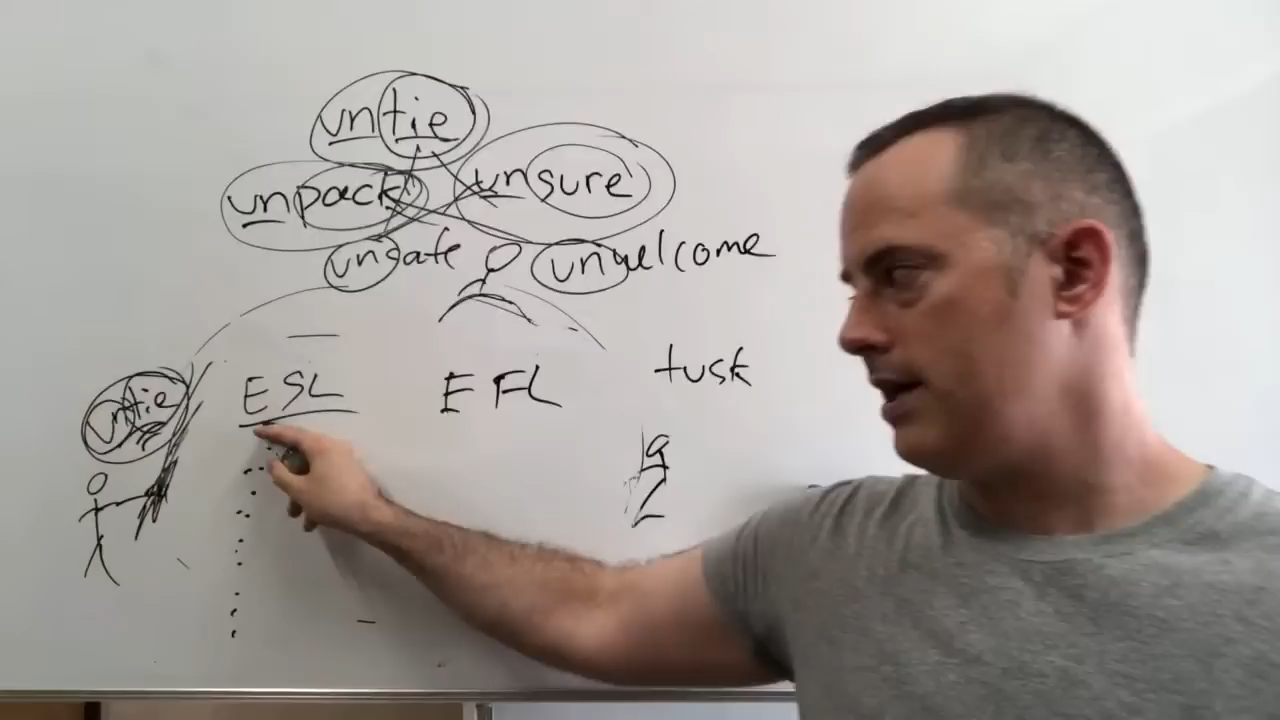 untie
unpack unsure
unsafe unwelcome
untie ESL EFL tusk